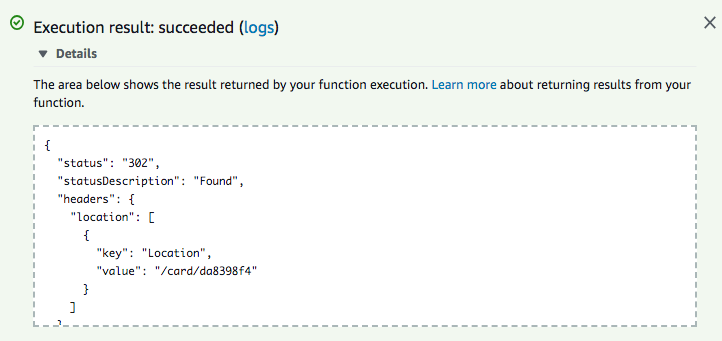 Execution result: succeeded (logs)
Details
The area below shows the result returned by your function execution. Learn more about returning results from your
function.
{
  "status": "302",
  "statusDescription": "Found",
  "headers": {
    "location": [
      {
        "key": "Location",
        "value": "/card/da8398f4"
      }
    ]
  }